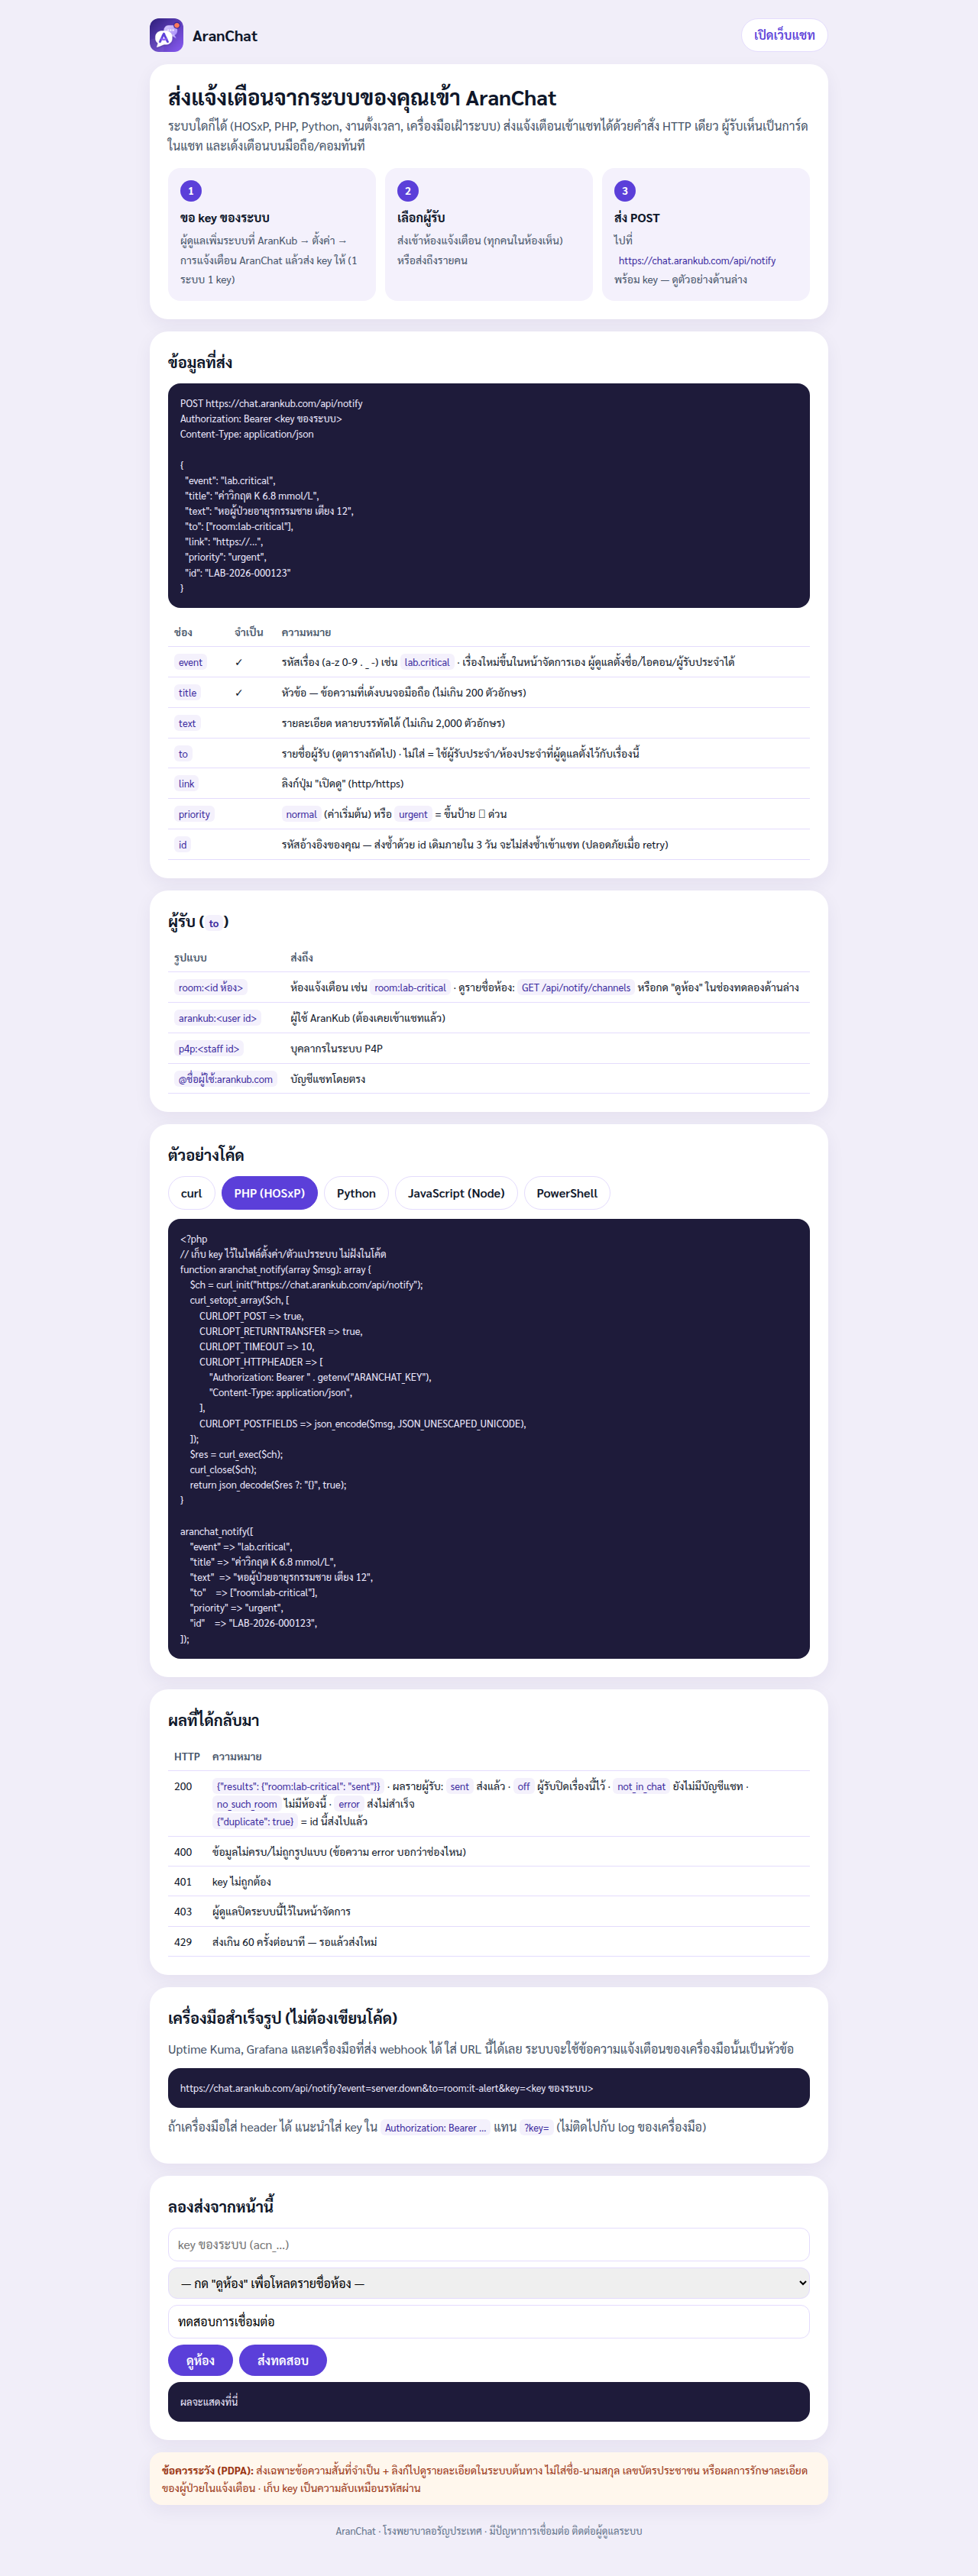 AranChat
เปิดเว็บแชท
ส่งแจ้งเตือนจากระบบของคุณเข้า AranChat
ระบบใดก็ได้ (HOSxP, PHP, Python, งานตั้งเวลา, เครื่องมือเฝ้าระบบ) ส่งแจ้งเตือนเข้าแชทได้ด้วยคำสั่ง HTTP เดียว ผู้รับเห็นเป็นการ์ด
ในแชท และเด้งเตือนบนมือถือ/คอมทันที
1
ขอ key ของระบบ
ผู้ดูแลเพิ่มระบบที่ AranKub → ตั้งค่า →
การแจ้งเตือน AranChat แล้วส่ง key ให้ (1
ระบบ 1 key)
2
เลือกผู้รับ
ส่งเข้าห้องแจ้งเตือน (ทุกคนในห้องเห็น)
หรือส่งถึงรายคน
3
ส่ง POST
ไปที่
https://chat.arankub.com/api/notify
พร้อม key — ดูตัวอย่างด้านล่าง
ข้อมูลที่ส่ง
POST https://chat.arankub.com/api/notify
Authorization: Bearer <key ของระบบ>
Content-Type: application/json
{
"event": "lab.critical",
"title": "ค่าวิกฤต K 6.8 mmol/L",
"text": "หอผู้ป่วยอายุรกรรมชาย เตียง 12",
"to": ["room:lab-critical"],
"link": "https://...",
"priority": "urgent",
"id": "LAB-2026-000123"
}
ช่อง จำเป็น ความหมาย
event ✓ รหัสเรื่อง (a-z 0-9 . _ -) เช่น lab.critical · เรื่องใหม่ขึ้นในหน้าจัดการเอง ผู้ดูแลตั้งชื่อ/ไอคอน/ผู้รับประจำได้
title ✓ หัวข้อ — ข้อความที่เด้งบนจอมือถือ (ไม่เกิน 200 ตัวอักษร)
text รายละเอียด หลายบรรทัดได้ (ไม่เกิน 2,000 ตัวอักษร)
to รายชื่อผู้รับ (ดูตารางถัดไป) · ไม่ใส่ = ใช้ผู้รับประจำ/ห้องประจำที่ผู้ดูแลตั้งไว้กับเรื่องนี้
link ลิงก์ปุ่ม "เปิดดู" (http/https)
priority normal (ค่าเริ่มต้น) หรือ urgent = ขึ้นป้าย ด่วน
id รหัสอ้างอิงของคุณ — ส่งซ้ำด้วย id เดิมภายใน 3 วัน จะไม่ส่งซ้ำเข้าแชท (ปลอดภัยเมื่อ retry)
ผู้รับ ( to )
รูปแบบ ส่งถึง
room:<id ห้อง> ห้องแจ้งเตือน เช่น room:lab-critical · ดูรายชื่อห้อง: GET /api/notify/channels หรือกด "ดูห้อง" ในช่องทดลองด้านล่าง
arankub:<user id> ผู้ใช้ AranKub (ต้องเคยเข้าแชทแล้ว)
p4p:<staff id> บุคลากรในระบบ P4P
@ชื่อผู้ใช้:arankub.com บัญชีแชทโดยตรง
ตัวอย่างโค้ด
curl PHP (HOSxP) Python JavaScript (Node) PowerShell
<?php
// เก็บ key ไว้ในไฟล์ตั้งค่า/ตัวแปรระบบ ไม่ฝังในโค้ด
function aranchat_notify(array $msg): array {
$ch = curl_init("https://chat.arankub.com/api/notify");
curl_setopt_array($ch, [
CURLOPT_POST => true,
CURLOPT_RETURNTRANSFER => true,
CURLOPT_TIMEOUT => 10,
CURLOPT_HTTPHEADER => [
"Authorization: Bearer " . getenv("ARANCHAT_KEY"),
"Content-Type: application/json",
],
CURLOPT_POSTFIELDS => json_encode($msg, JSON_UNESCAPED_UNICODE),
]);
$res = curl_exec($ch);
curl_close($ch);
return json_decode($res ?: "{}", true);
}
aranchat_notify([
"event" => "lab.critical",
"title" => "ค่าวิกฤต K 6.8 mmol/L",
"text" => "หอผู้ป่วยอายุรกรรมชาย เตียง 12",
"to" => ["room:lab-critical"],
"priority" => "urgent",
"id" => "LAB-2026-000123",
]);
ผลที่ได้กลับมา
HTTP ความหมาย
200 {"results": {"room:lab-critical": "sent"}} · ผลรายผู้รับ: sent ส่งแล้ว · off ผู้รับปิดเรื่องนี้ไว้ · not_in_chat ยังไม่มีบัญชีแชท ·
no_such_room ไม่มีห้องนี้ · error ส่งไม่สำเร็จ
{"duplicate": true} = id นี้ส่งไปแล้ว
400 ข้อมูลไม่ครบ/ไม่ถูกรูปแบบ (ข้อความ error บอกว่าช่องไหน)
401 key ไม่ถูกต้อง
403 ผู้ดูแลปิดระบบนี้ไว้ในหน้าจัดการ
429 ส่งเกิน 60 ครั้งต่อนาที — รอแล้วส่งใหม่
เครื่องมือสำเร็จรูป (ไม่ต้องเขียนโค้ด)
Uptime Kuma, Grafana และเครื่องมือที่ส่ง webhook ได้ ใส่ URL นี้ได้เลย ระบบจะใช้ข้อความแจ้งเตือนของเครื่องมือนั้นเป็นหัวข้อ
https://chat.arankub.com/api/notify?event=server.down&to=room:it-alert&key=<key ของระบบ>
ถ้าเครื่องมือใส่ header ได้ แนะนำใส่ key ใน Authorization: Bearer … แทน ?key= (ไม่ติดไปกับ log ของเครื่องมือ)
ลองส่งจากหน้านี้
key ของระบบ (acn_...)
— กด "ดูห้อง" เพื่อโหลดรายชื่อห้อง —
ทดสอบการเชื่อมต่อ
ดูห้อง ส่งทดสอบ
ผลจะแสดงที่นี่
ข้อควรระวัง (PDPA): ส่งเฉพาะข้อความสั้นที่จำเป็น + ลิงก์ไปดูรายละเอียดในระบบต้นทาง ไม่ใส่ชื่อ-นามสกุล เลขบัตรประชาชน หรือผลการรักษาละเอียด
ของผู้ป่วยในแจ้งเตือน · เก็บ key เป็นความลับเหมือนรหัสผ่าน
AranChat · โรงพยาบาลอรัญประเทศ · มีปัญหาการเชื่อมต่อ ติดต่อผู้ดูแลระบบ